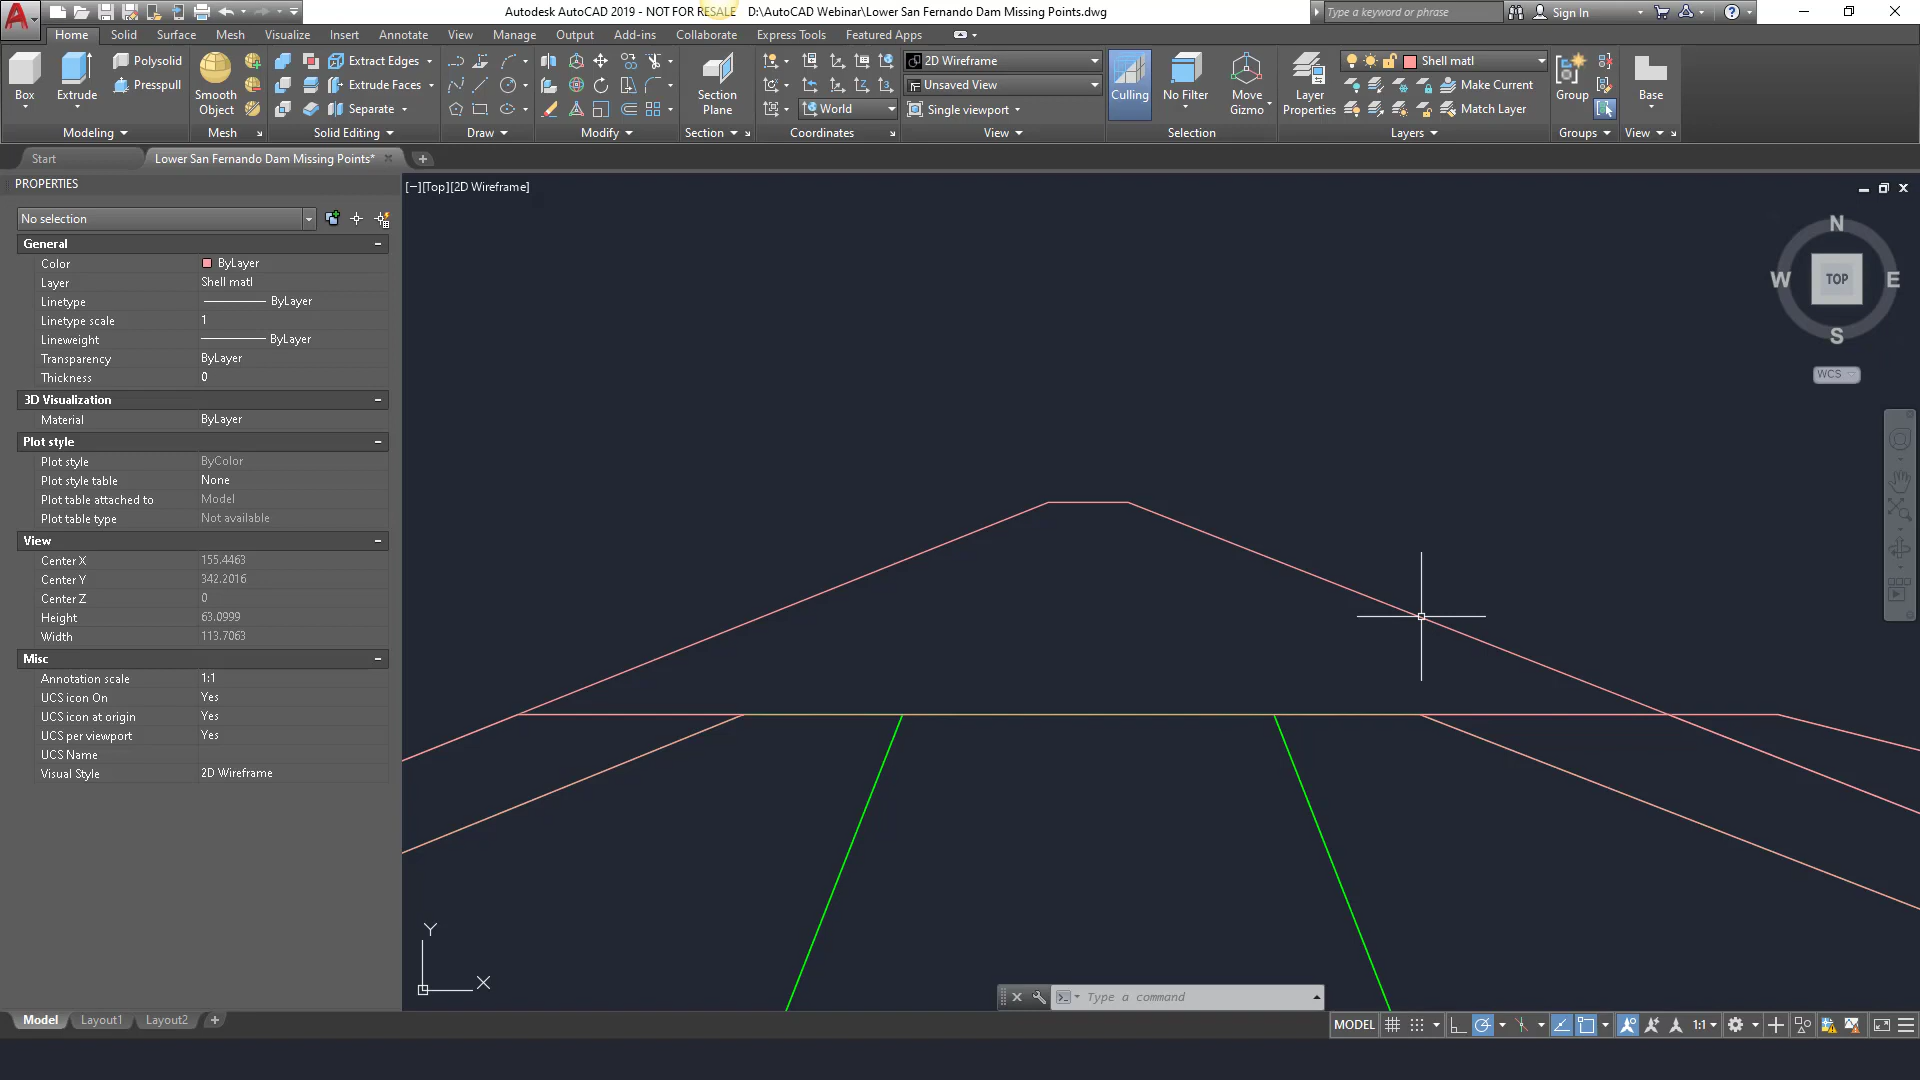 Autodesk AutoCAD 2019 - NOT FOR RESALE D:\AutoCAD Webinar\Lower San Fernando Dam Missing Points.dwg
Type a keyword or phrase
Sign In
Home Solid Surface Mesh Visualize Insert Annotate View Manage Output Add-ins Collaborate Express Tools Featured Apps
Polysolid Extract Edges 2D Wireframe Shell matl
Presspull Extrude Faces Unsaved View Make Current
Box Extrude Smooth Object Separate Section Plane World Single viewport Culling No Filter Move Gizmo Layer Properties Match Layer Group Base
Modeling Mesh Solid Editing Draw Modify Section Coordinates View Selection Layers Groups View
Start Lower San Fernando Dam Missing Points*
PROPERTIES
[−][Top][2D Wireframe]
No selection
General
Color ByLayer
Layer Shell matl
Linetype ByLayer
Linetype scale 1
Lineweight ByLayer
Transparency ByLayer
Thickness 0
3D Visualization
Material ByLayer
Plot style
Plot style ByColor
Plot style table None
Plot table attached to Model
Plot table type Not available
View
Center X 155.4463
Center Y 342.2016
Center Z 0
Height 63.0999
Width 113.7063
Misc
Annotation scale 1:1
UCS icon On Yes
UCS icon at origin Yes
UCS per viewport Yes
UCS Name
Visual Style 2D Wireframe
N
W TOP E
S
WCS
Y
X
Type a command
Model Layout1 Layout2
MODEL 1:1